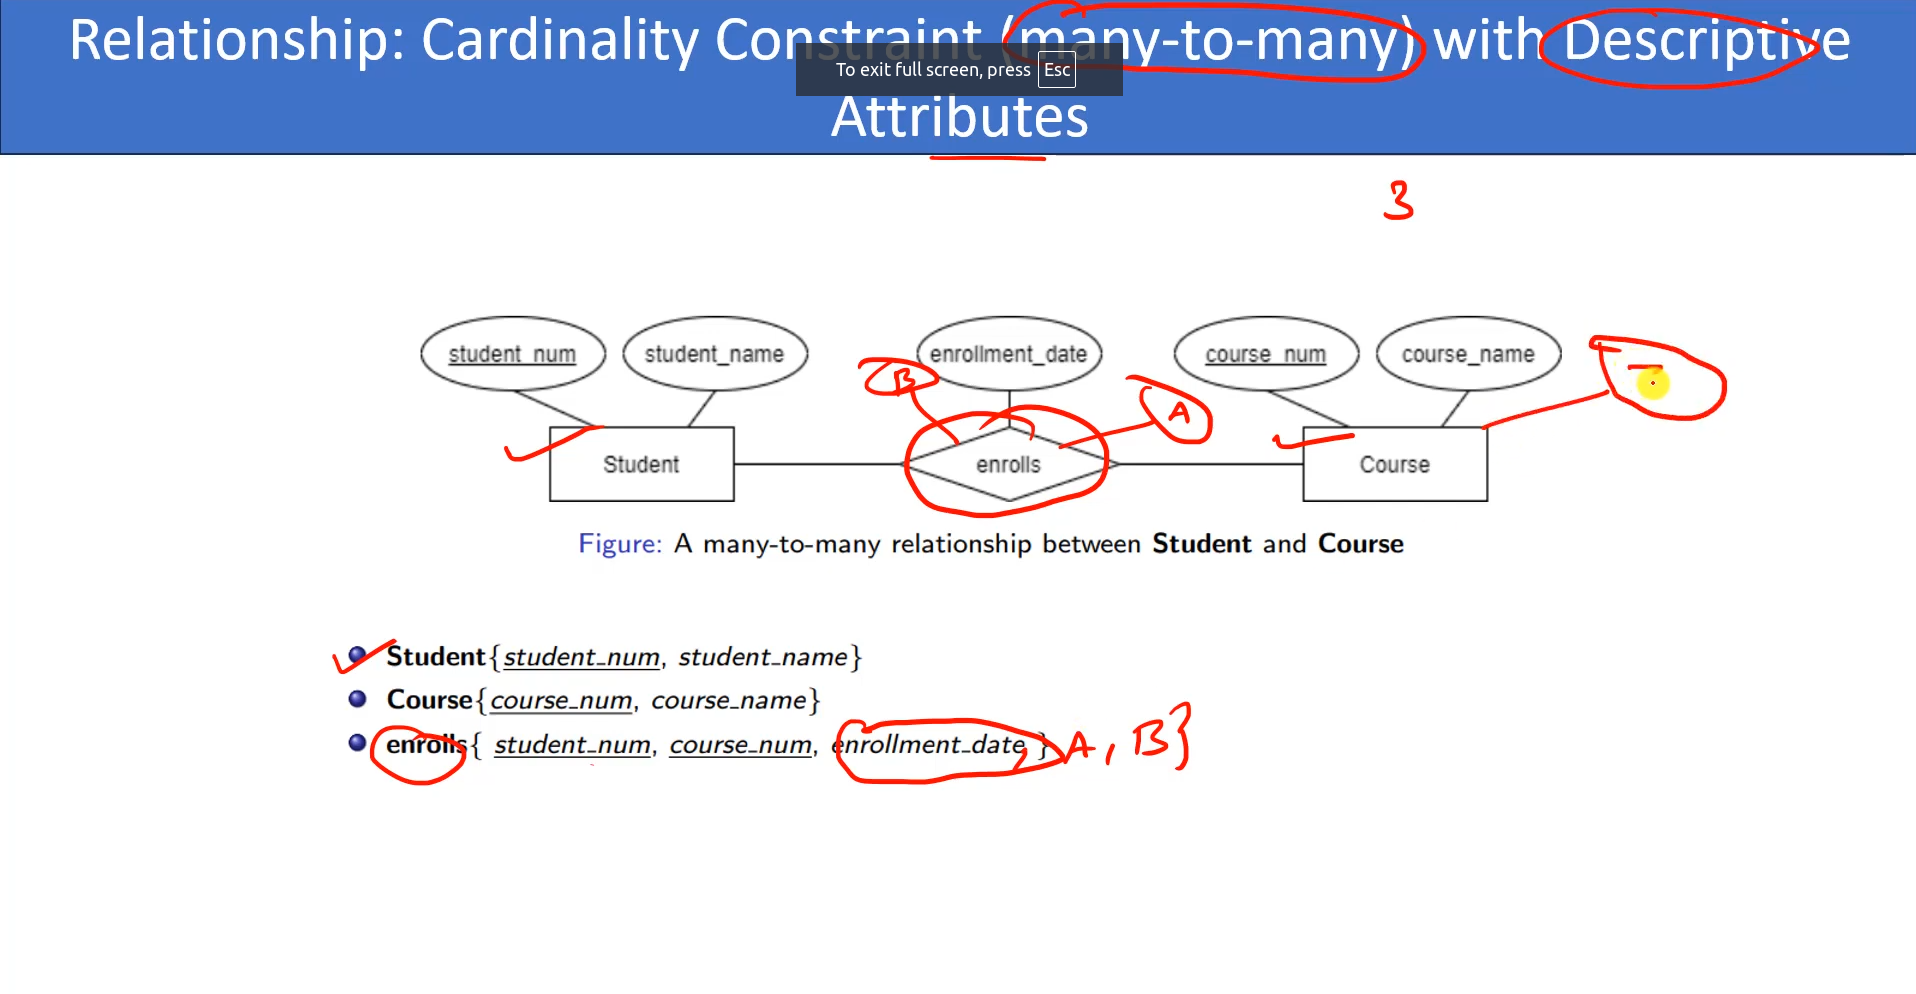 Relationship: Cardinality Constraint (many-to-many) with Descriptive
To exit full screen, press Esc
Attributes
3
student_num student_name enrollment_date course_num course_name
B
A
Student enrolls Course
Figure: A many-to-many relationship between Student and Course
Student{student_num, student_name}
Course{course_num, course_name}
enrolls{ student_num, course_num, enrollment_date, } A, B}